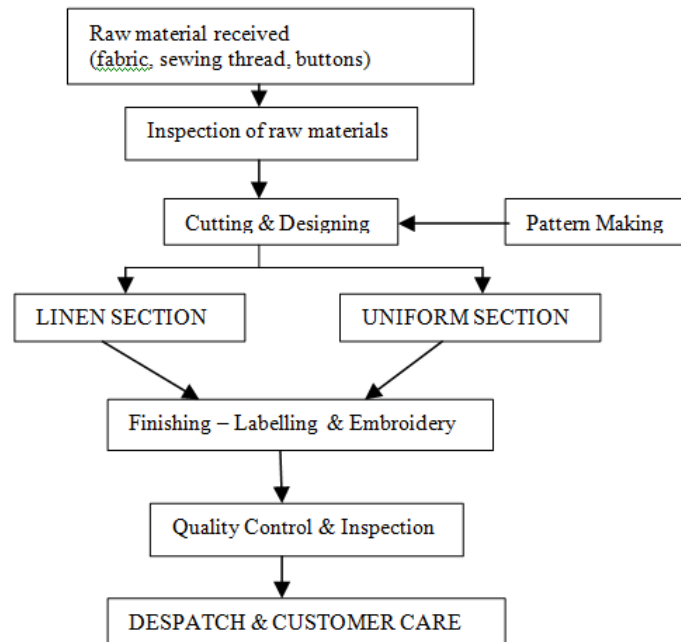 Raw material received
(fabric, sewing thread, buttons)
Inspection of raw materials
Cutting & Designing
Pattern Making
LINEN SECTION
UNIFORM SECTION
Finishing – Labelling & Embroidery
Quality Control & Inspection
DESPATCH & CUSTOMER CARE